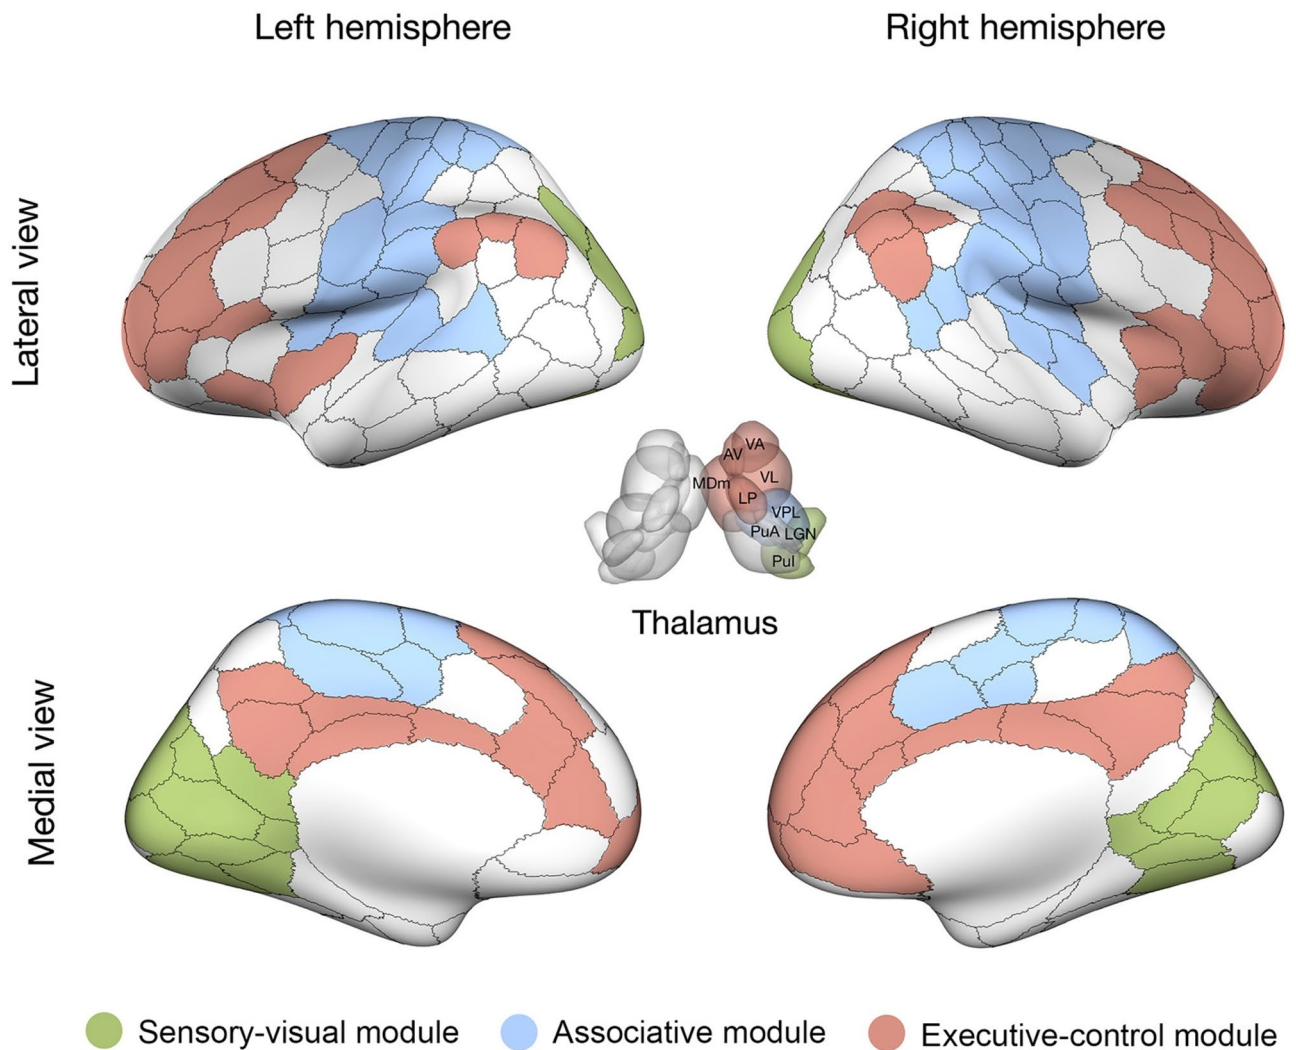 Left hemisphere
Right hemisphere
Lateral view
VA
AV
VL
MDm
LP
VPL
PuA
LGN
PuI
Thalamus
Medial view
Sensory-visual module
Associative module
Executive-control module